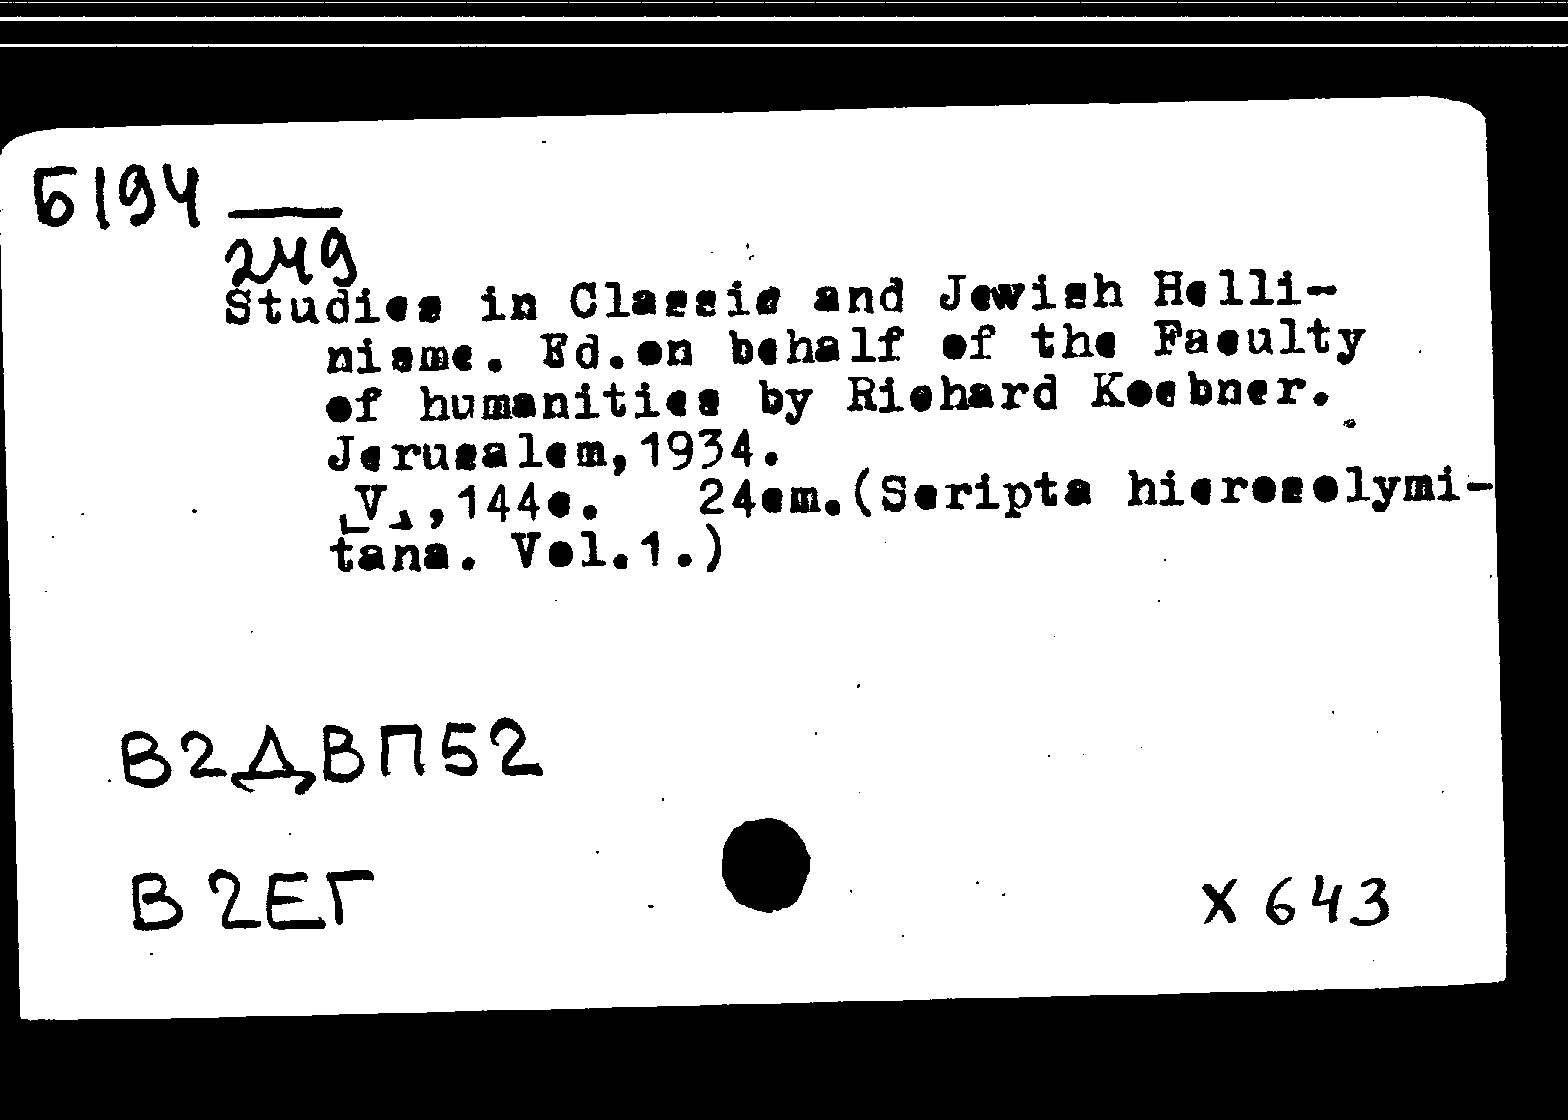 Б194 —
249
Studies in Classic and Jewish Helli-
nisme. Ed.on behalf of the Faculty
of humanities by Richard Koebner.
Jerusalem,1934.
[V],144c. 24cm.(Scripta hierosolymi-
tana. Vol.1.)
В2ДВП52
В2ЕГ
X 643